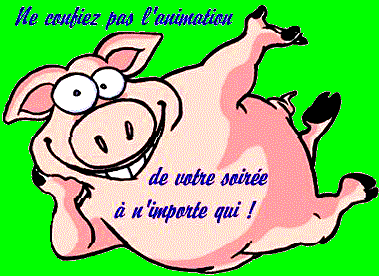 Ne confiez pas l'animation
de votre soirée
à n'importe qui !